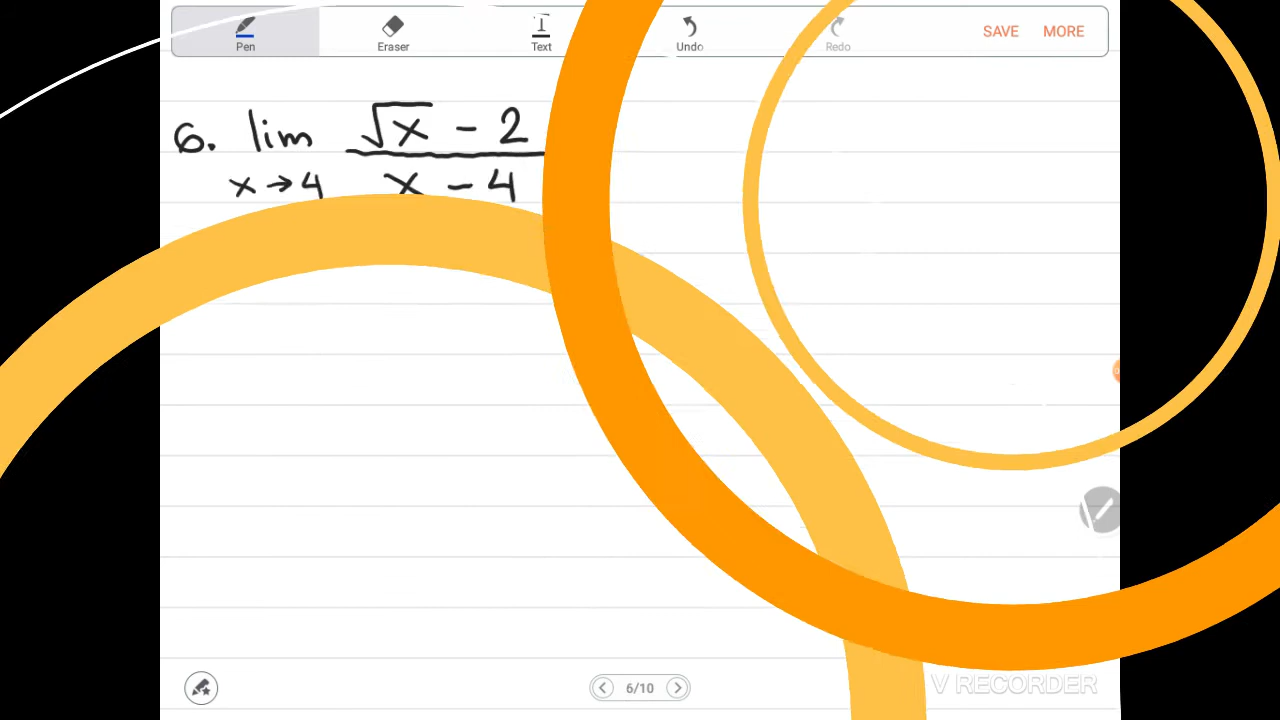 Pen Eraser Text Undo Redo SAVE MORE
6. lim √x - 2
x → 4 x - 4
6/10
V RECORDER